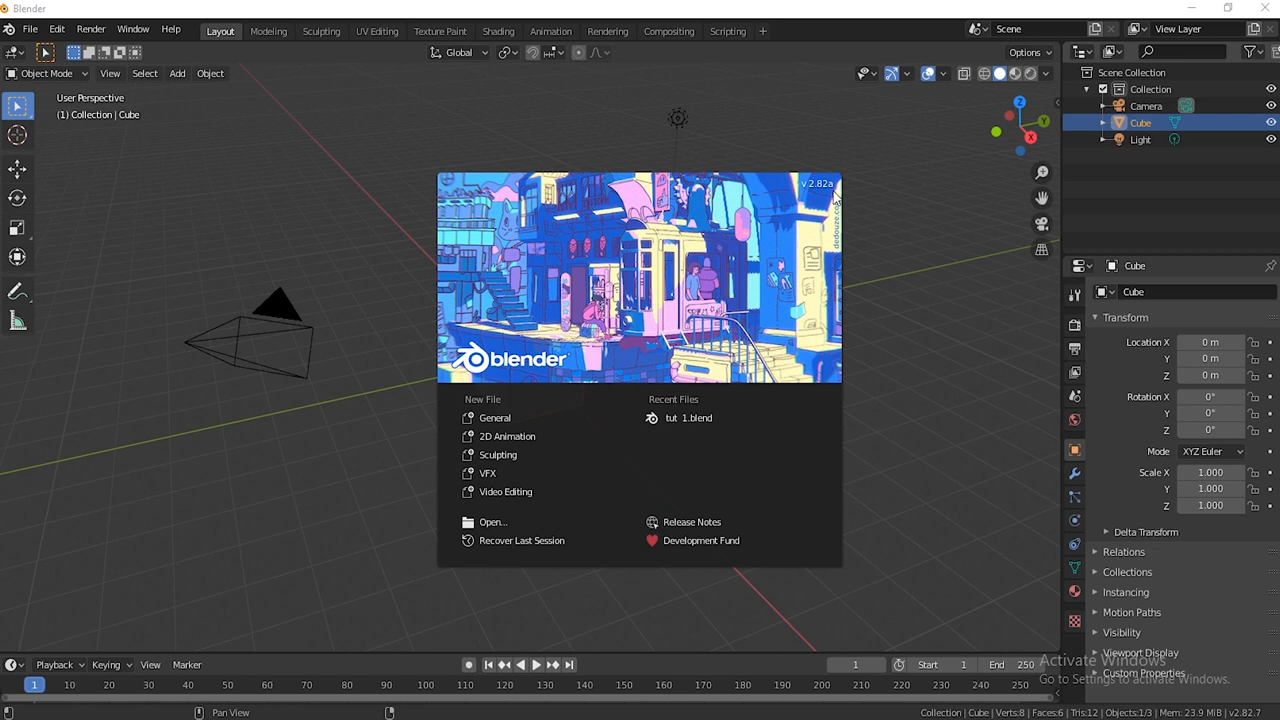 Blender
File Edit Render Window Help Layout Modeling Sculpting UV Editing Texture Paint Shading Animation Rendering Compositing Scripting + Scene View Layer
Global Options
Object Mode View Select Add Object
User Perspective
(1) Collection | Cube
Z
Y
X
v 2.82a
dedouze.co
blender
New File Recent Files
General tut 1.blend
2D Animation
Sculpting
VFX
Video Editing
Open... Release Notes
Recover Last Session Development Fund
Scene Collection
Collection
Camera
Cube
Light
Cube
Cube
Transform
Location X 0 m
Y 0 m
Z 0 m
Rotation X 0°
Y 0°
Z 0°
Mode XYZ Euler
Scale X 1.000
Y 1.000
Z 1.000
Delta Transform
Relations
Collections
Instancing
Motion Paths
Visibility
Viewport Display
Custom Properties
Activate Windows
Go to Settings to activate Windows.
Playback Keying View Marker 1 Start 1 End 250
1 10 20 30 40 50 60 70 80 90 100 110 120 130 140 150 160 170 180 190 200 210 220 230 240 250
Pan View Collection | Cube | Verts:8 | Faces:6 | Tris:12 | Objects:1/3 | Mem: 23.9 MiB | v2.82.7